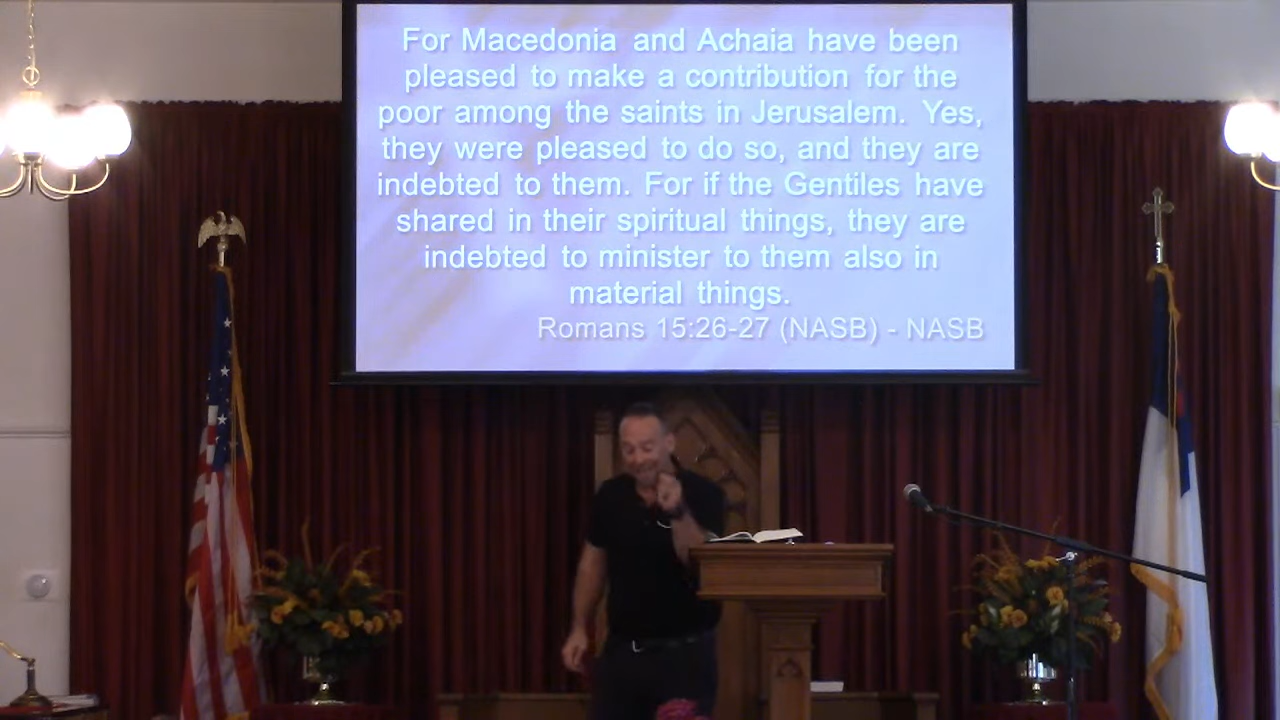 For Macedonia and Achaia have been
pleased to make a contribution for the
poor among the saints in Jerusalem. Yes,
they were pleased to do so, and they are
indebted to them. For if the Gentiles have
shared in their spiritual things, they are
indebted to minister to them also in
material things.
Romans 15:26-27 (NASB) - NASB